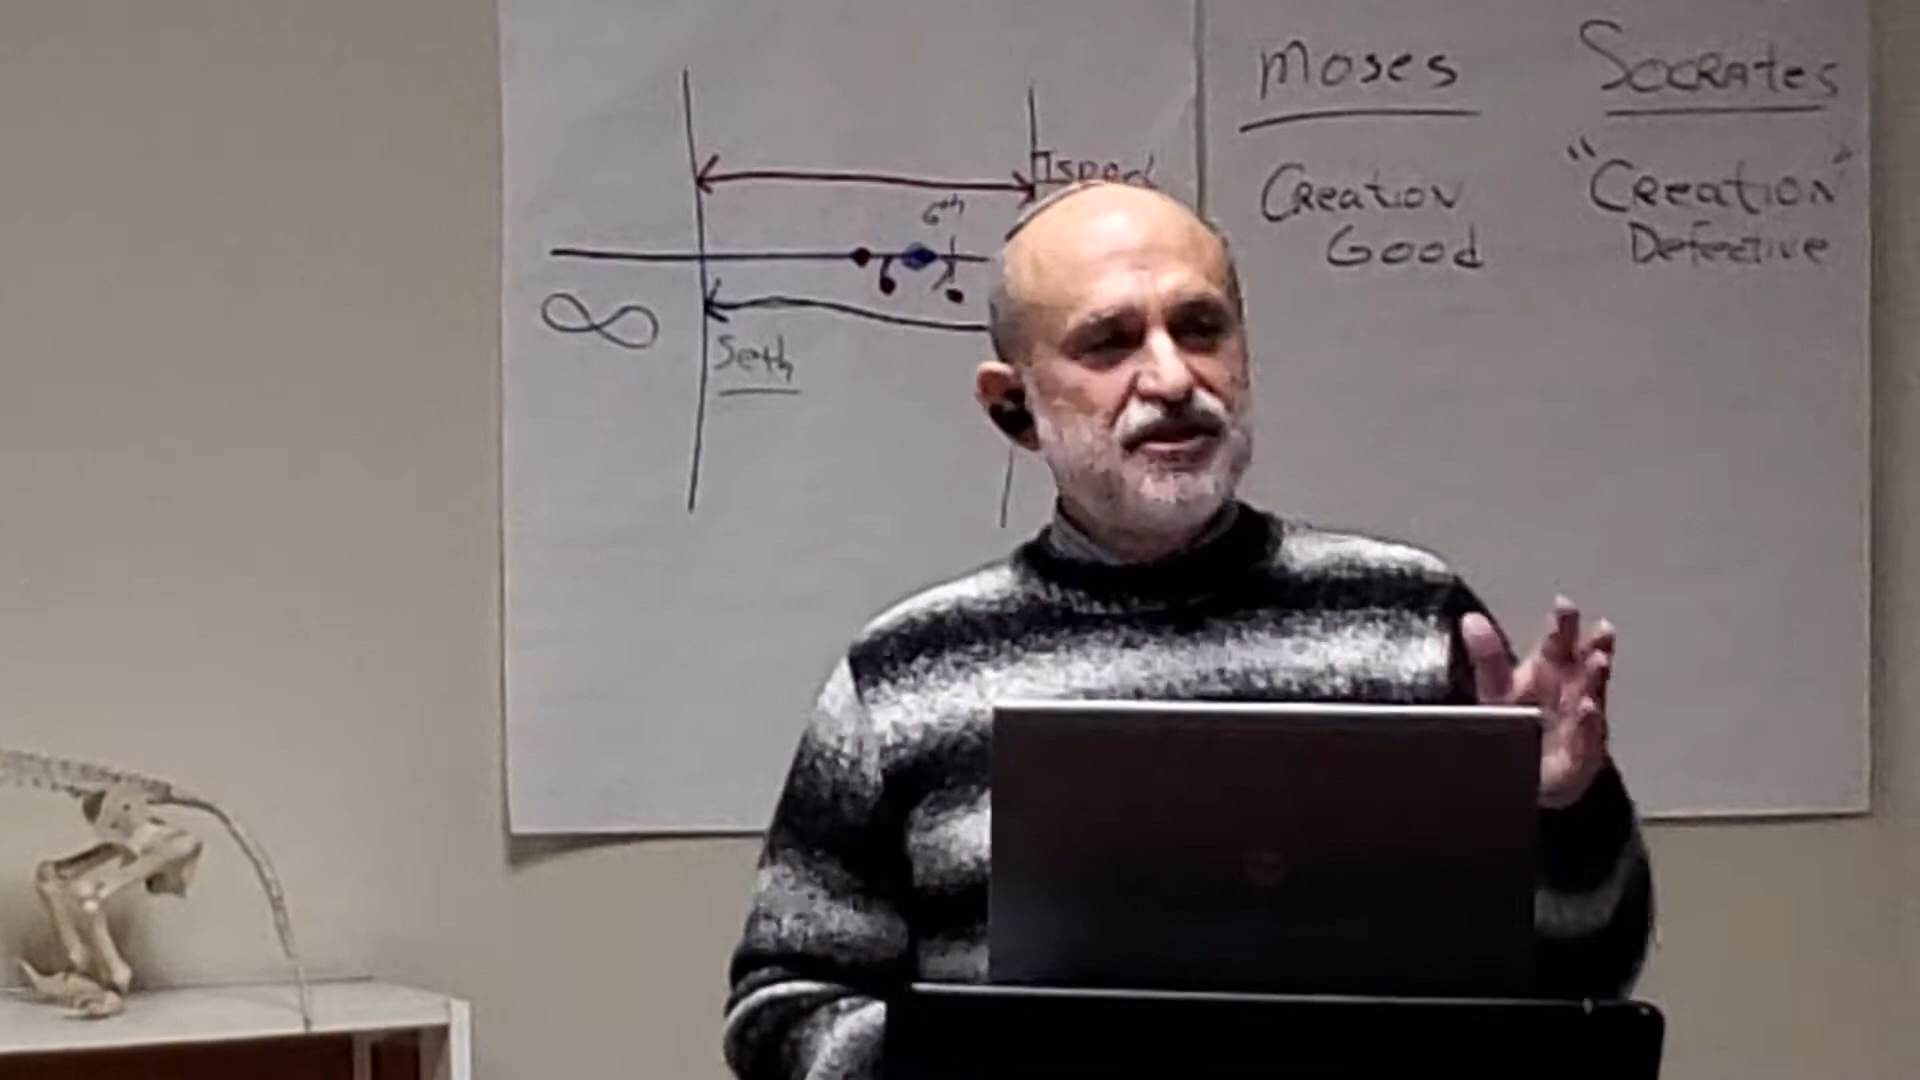 6th
∞
Seth
Moses
Creation
Good
Socrates
"Creation"
Defective